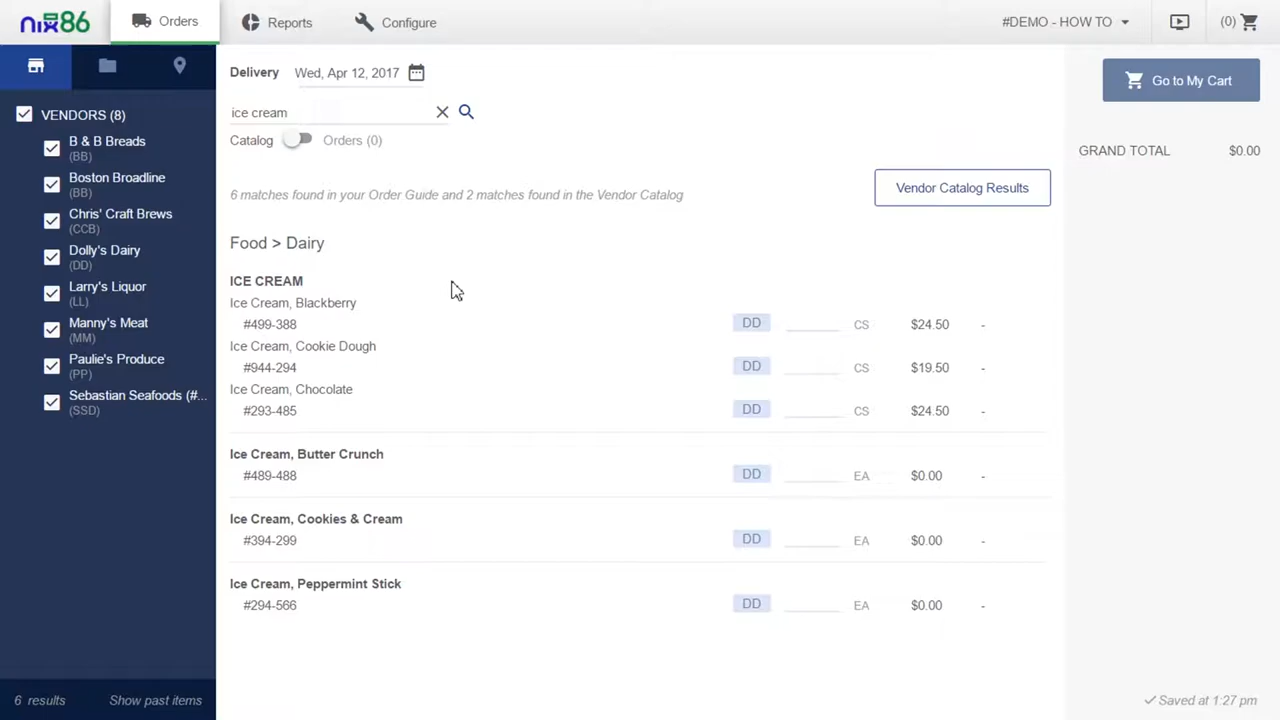 nix86 Orders Reports Configure #DEMO - HOW TO (0)
VENDORS (8)
B & B Breads
(BB)
Boston Broadline
(BB)
Chris' Craft Brews
(CCB)
Dolly's Dairy
(DD)
Larry's Liquor
(LL)
Manny's Meat
(MM)
Paulie's Produce
(PP)
Sebastian Seafoods (#...
(SSD)
6 results Show past items
Delivery Wed, Apr 12, 2017
ice cream
Catalog Orders (0)
6 matches found in your Order Guide and 2 matches found in the Vendor Catalog
Vendor Catalog Results
Food > Dairy
ICE CREAM
Ice Cream, Blackberry
#499-388 DD CS $24.50 -
Ice Cream, Cookie Dough
#944-294 DD CS $19.50 -
Ice Cream, Chocolate
#293-485 DD CS $24.50 -
Ice Cream, Butter Crunch
#489-488 DD EA $0.00 -
Ice Cream, Cookies & Cream
#394-299 DD EA $0.00 -
Ice Cream, Peppermint Stick
#294-566 DD EA $0.00 -
Go to My Cart
GRAND TOTAL $0.00
Saved at 1:27 pm